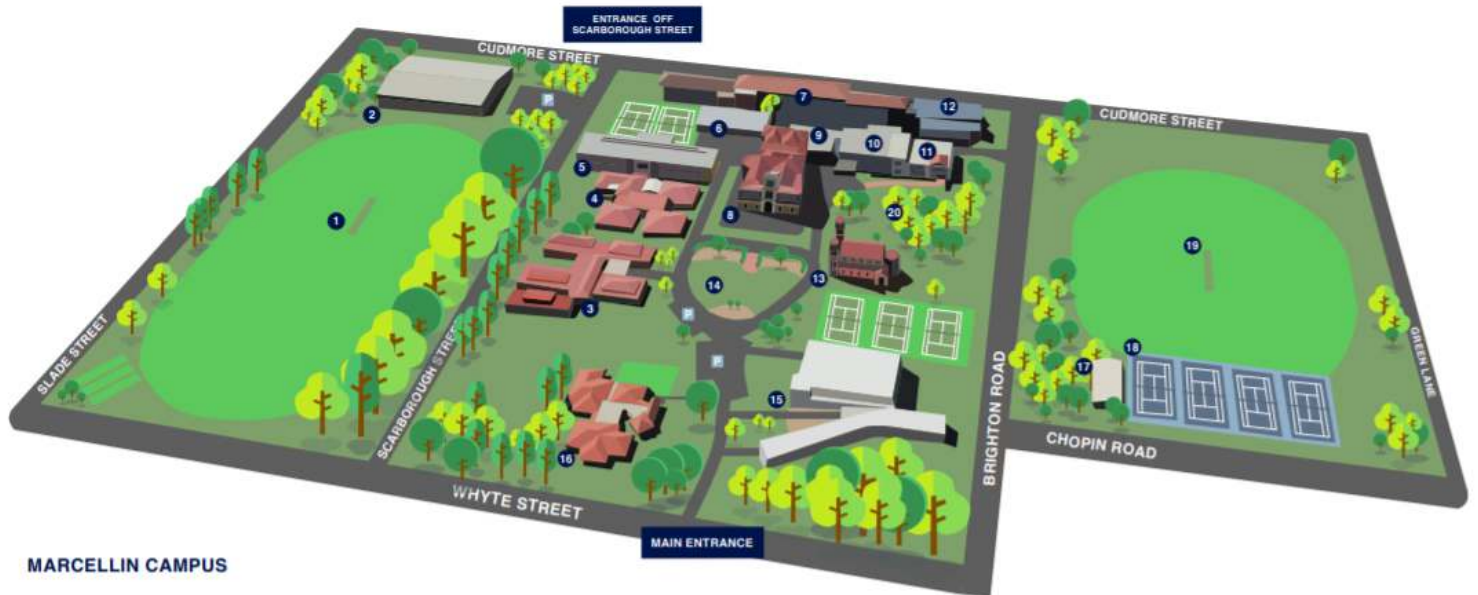 ENTRANCE OFF
SCARBOROUGH STREET
CUDMORE STREET
CUDMORE STREET
2
P
7
12
6
9
10
11
5
4
1
8
20
19
13
14
3
P
P
18
17
15
16
SLADE STREET
SCARBOROUGH STREET
BRIGHTON ROAD
GREEN LANE
CHOPIN ROAD
WHYTE STREET
MAIN ENTRANCE
MARCELLIN CAMPUS